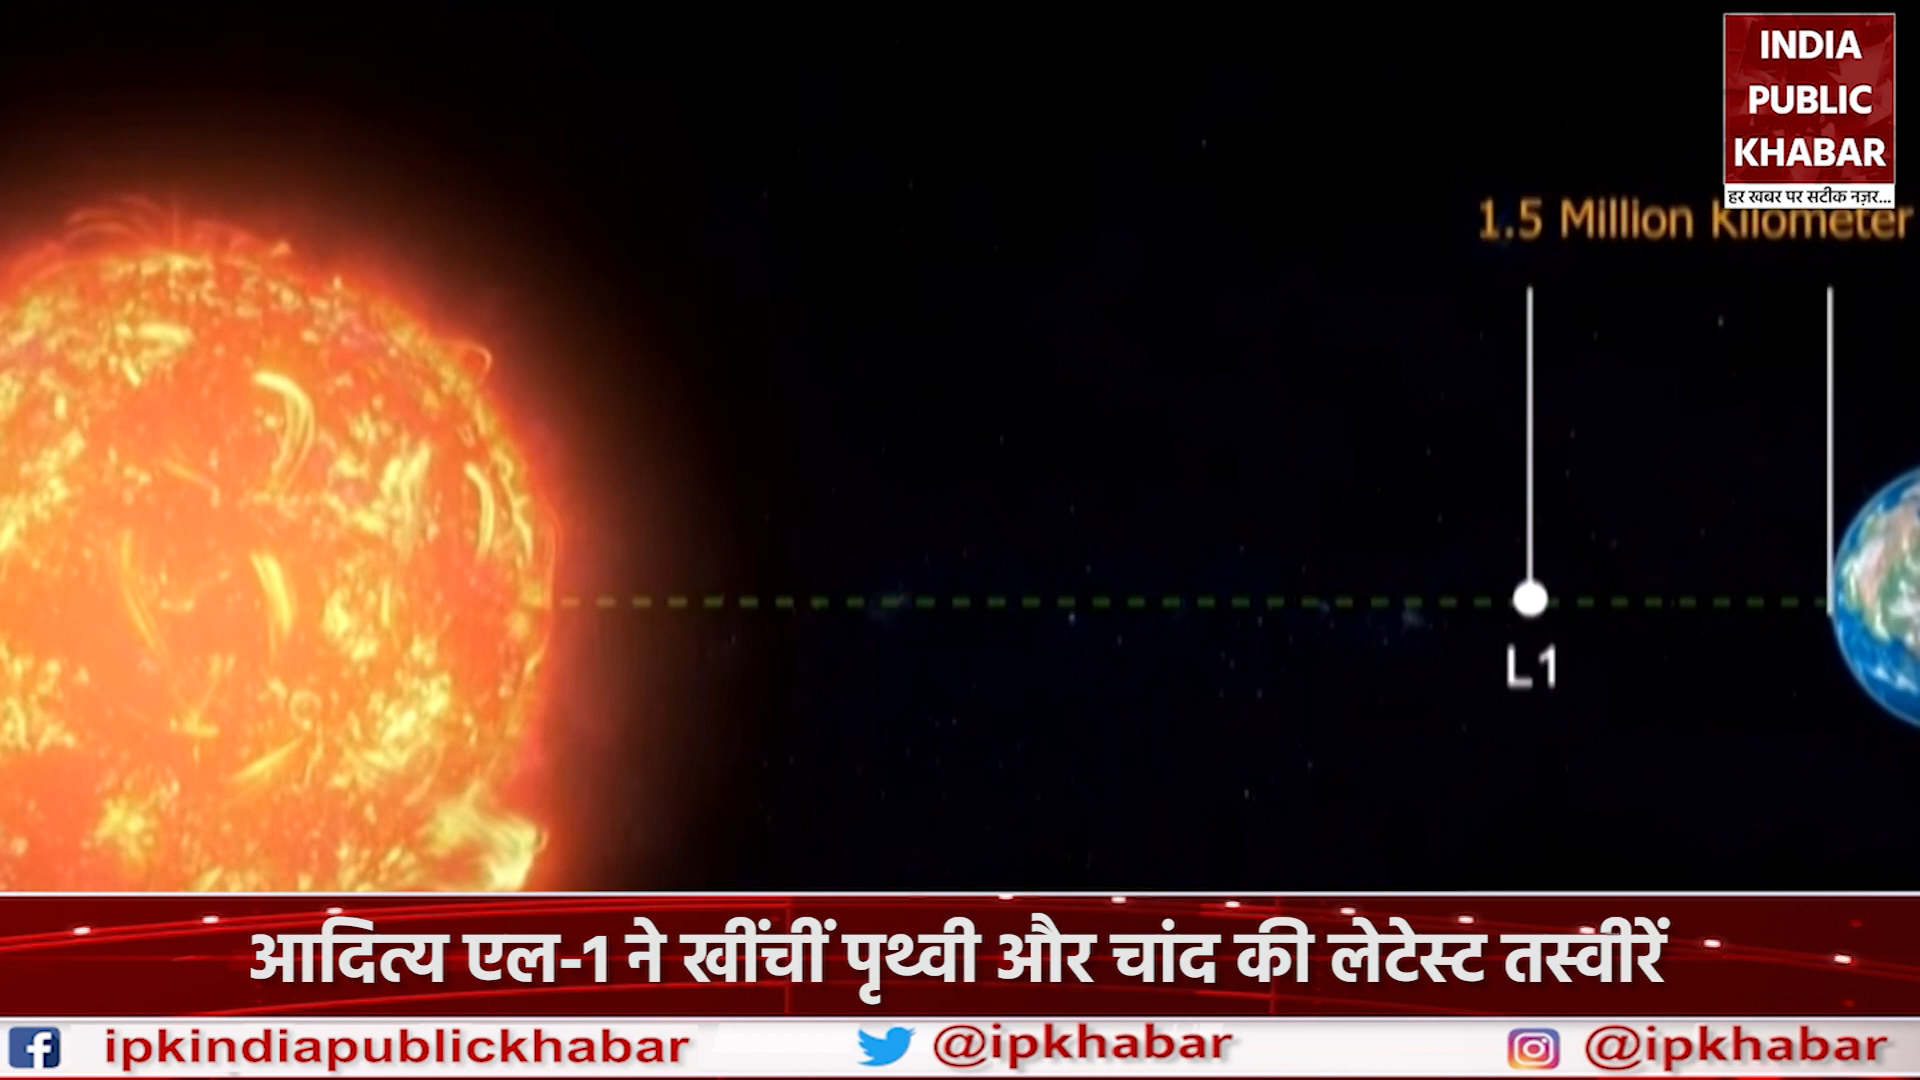 INDIA
PUBLIC
KHABAR
हर खबर पर सटीक नज़र...
1.5 Million Kilometer
L1
आदित्य एल-1 ने खींचीं पृथ्वी और चांद की लेटेस्ट तस्वीरें
ipkindiapublickhabar
@ipkhabar
@ipkhabar